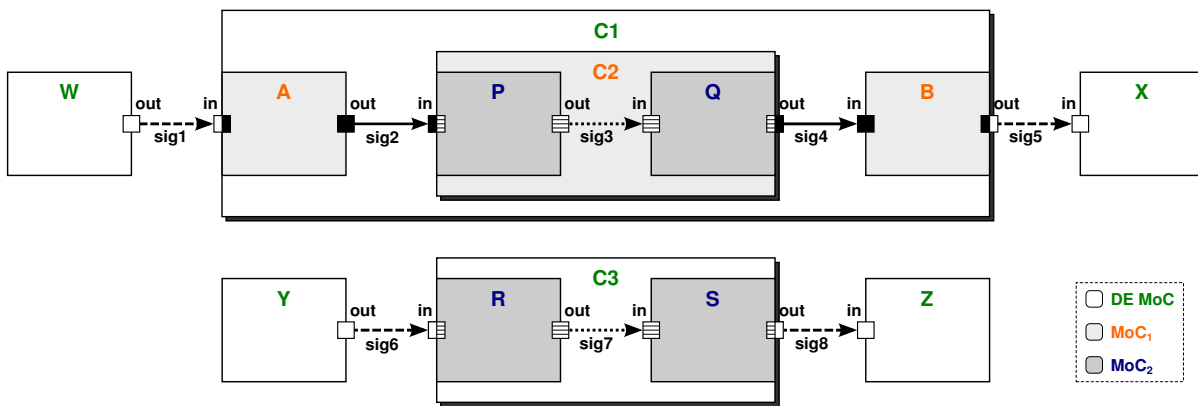 C1
C2
W
A
P
Q
B
X
out
in
out
in
out
in
out
in
out
in
sig1
sig2
sig3
sig4
sig5
C3
Y
R
S
Z
out
in
out
in
out
in
sig6
sig7
sig8
DE MoC
MoC₁
MoC₂